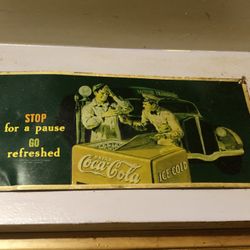 STOP
for a pause
GO
refreshed
Coca-Cola
ICE COLD